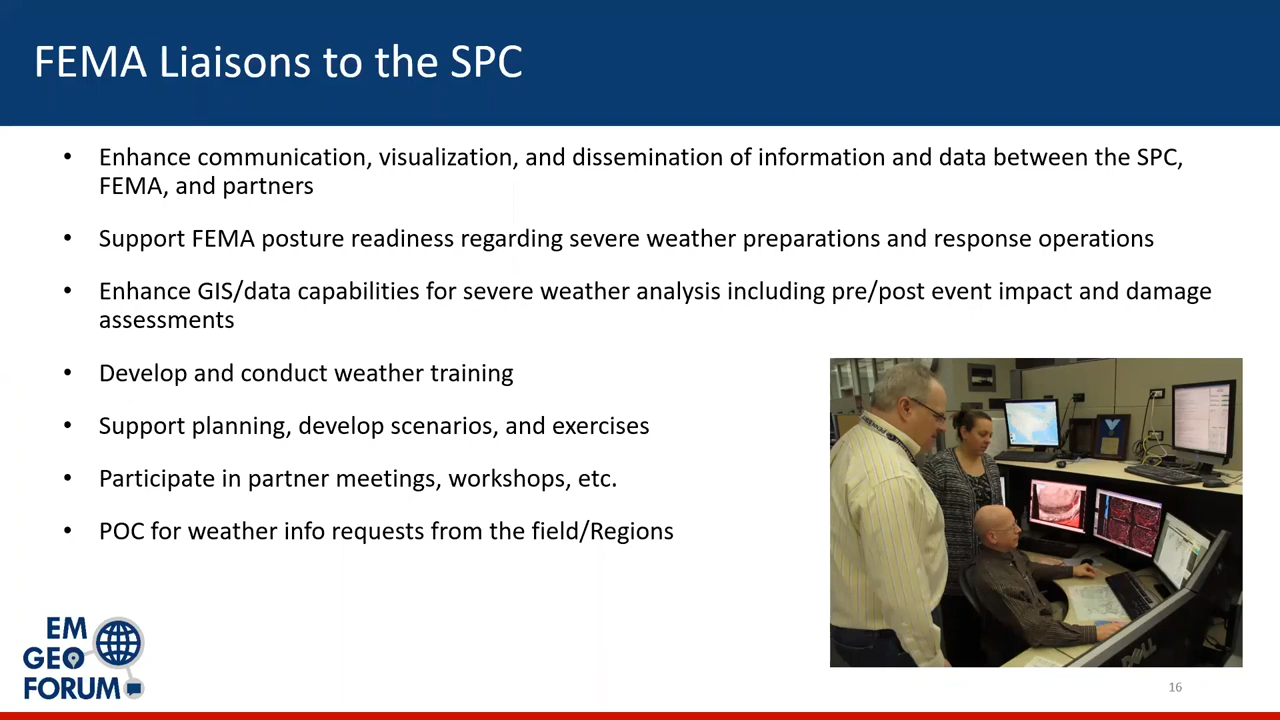 FEMA Liaisons to the SPC
• Enhance communication, visualization, and dissemination of information and data between the SPC,
FEMA, and partners
• Support FEMA posture readiness regarding severe weather preparations and response operations
• Enhance GIS/data capabilities for severe weather analysis including pre/post event impact and damage
assessments
• Develop and conduct weather training
• Support planning, develop scenarios, and exercises
• Participate in partner meetings, workshops, etc.
• POC for weather info requests from the field/Regions
DELL
EM
GEO
FORUM
16